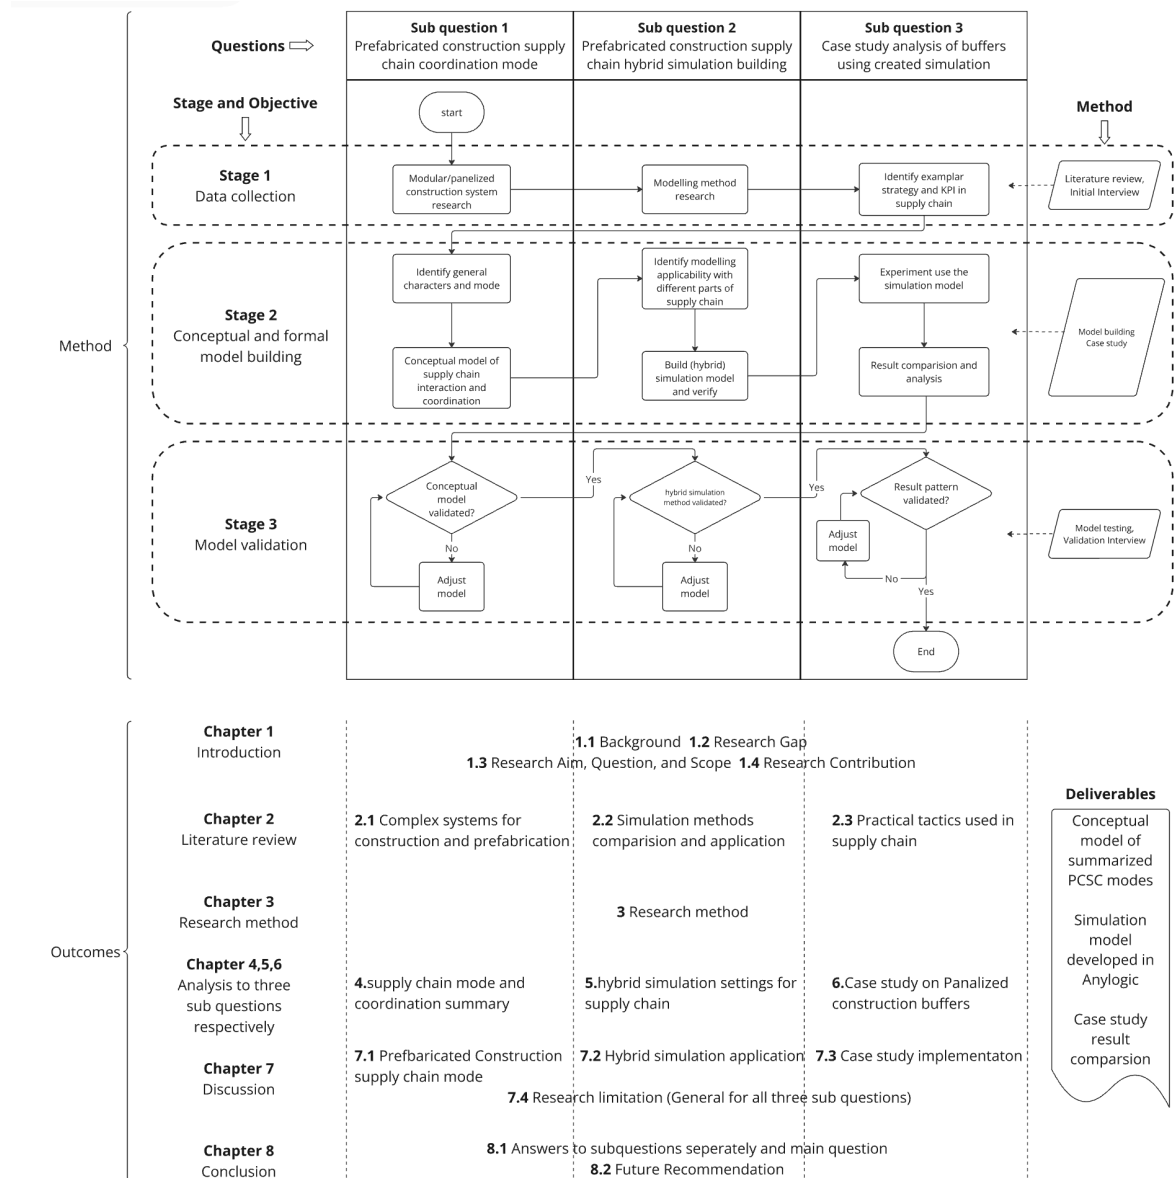 Questions
Sub question 1
Prefabricated construction supply
chain coordination mode
Sub question 2
Prefabricated construction supply
chain hybrid simulation building
Sub question 3
Case study analysis of buffers
using created simulation
Stage and Objective
Method
start
Stage 1
Data collection
Modular/panelized
construction system
research
Modelling method
research
Identify examplar
strategy and KPI in
supply chain
Literature review,
Initial Interview
Method
Stage 2
Conceptual and formal
model building
Identify general
characters and mode
Conceptual model of
supply chain
interaction and
coordination
Identify modelling
applicability with
different parts of
supply chain
Build (hybrid)
simulation model
and verify
Experiment use the
simulation model
Result comparision and
analysis
Model building
Case study
Stage 3
Model validation
Conceptual
model
validated?
Yes
No
Adjust
model
hybrid simulation
method validated?
Yes
No
Adjust
model
Result pattern
validated?
Adjust
model
No
Yes
Model testing,
Validation Interview
End
Outcomes
Chapter 1
Introduction
1.1 Background 1.2 Research Gap
1.3 Research Aim, Question, and Scope 1.4 Research Contribution
Chapter 2
Literature review
2.1 Complex systems for
construction and prefabrication
2.2 Simulation methods
comparision and application
2.3 Practical tactics used in
supply chain
Chapter 3
Research method
3 Research method
Chapter 4,5,6
Analysis to three
sub questions
respectively
4.supply chain mode and
coordination summary
5.hybrid simulation settings for
supply chain
6.Case study on Panalized
construction buffers
Chapter 7
Discussion
7.1 Prefbaricated Construction
supply chain mode
7.2 Hybrid simulation application
7.3 Case study implementaton
7.4 Research limitation (General for all three sub questions)
Chapter 8
Conclusion
8.1 Answers to subquestions seperately and main question
8.2 Future Recommendation
Deliverables
Conceptual
model of
summarized
PCSC modes
Simulation
model
developed in
Anylogic
Case study
result
comparsion